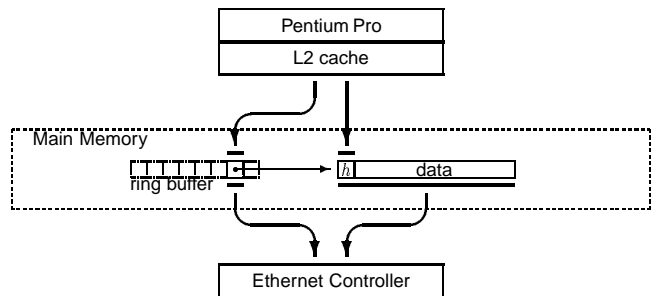 Pentium Pro
L2 cache
Main Memory
h
data
ring buffer
Ethernet Controller